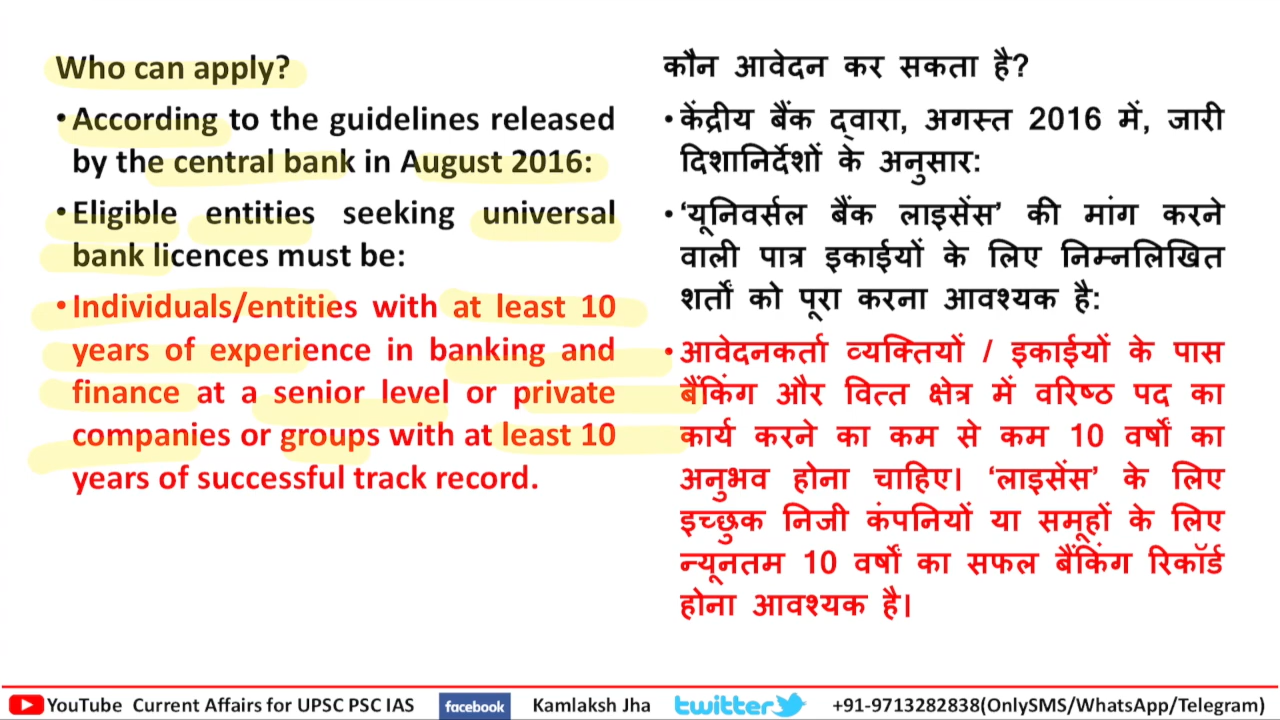 Who can apply?
•According to the guidelines released
by the central bank in August 2016:
•Eligible entities seeking universal
bank licences must be:
•Individuals/entities with at least 10
years of experience in banking and
finance at a senior level or private
companies or groups with at least 10
years of successful track record.
कौन आवेदन कर सकता है?
•केंद्रीय बैंक द्वारा, अगस्त 2016 में, जारी
दिशानिर्देशों के अनुसार:
•‘यूनिवर्सल बैंक लाइसेंस’ की मांग करने
वाली पात्र इकाईयों के लिए निम्नलिखित
शर्तों को पूरा करना आवश्यक है:
•आवेदनकर्ता व्यक्तियों / इकाईयों के पास
बैंकिंग और वित्त क्षेत्र में वरिष्ठ पद का
कार्य करने का कम से कम 10 वर्षों का
अनुभव होना चाहिए। ‘लाइसेंस’ के लिए
इच्छुक निजी कंपनियों या समूहों के लिए
न्यूनतम 10 वर्षों का सफल बैंकिंग रिकॉर्ड
होना आवश्यक है।
YouTube Current Affairs for UPSC PSC IAS facebook Kamlaksh Jha twitter +91-9713282838(OnlySMS/WhatsApp/Telegram)